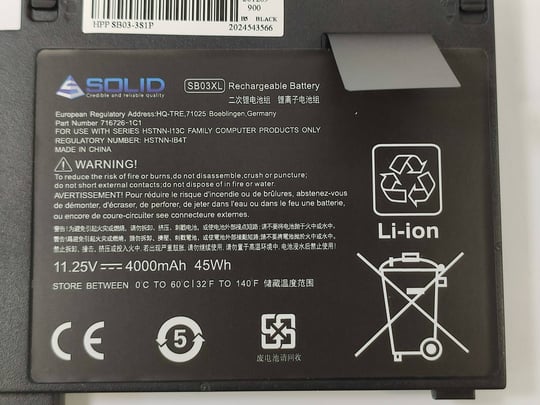 HPP SB03-3S1P
900
B5 BLACK
2024543566
SOLID
Credible and reliable quality
SB03XL Rechargeable Battery
二次锂电池组 锂离子电池组
European Regulatory Address:HQ-TRE,71025 Boeblingen,Germany
Part Number 716726-1C1
FOR USE WITH SERIES HSTNN-I13C FAMILY COMPUTER PRODUCTS ONLY
REGULATORY NUMBER: HSTNN-IB4T
MADE IN CHINA
WARNING!
To reduce the risk of fire or burns,do not disassemble,crush or puncture;
do not short external contacts:do not dispose of in fire or water.
AVERTISSEMENT! Pour réduire le risque d'incendie ou de brûlures, abstenez-vous
de démonter, d'écraser, de perforer, de jeter dans l'eau ou dans le feu une batterie,
ou encore de coure-circuiter see connecteure externes.
Li-ion
11.25V 4000mAh 45Wh
STORE BETWEEN 0°C TO 60°C 32°F TO 140°F 储藏温度范围
CE
5
废电池请回收